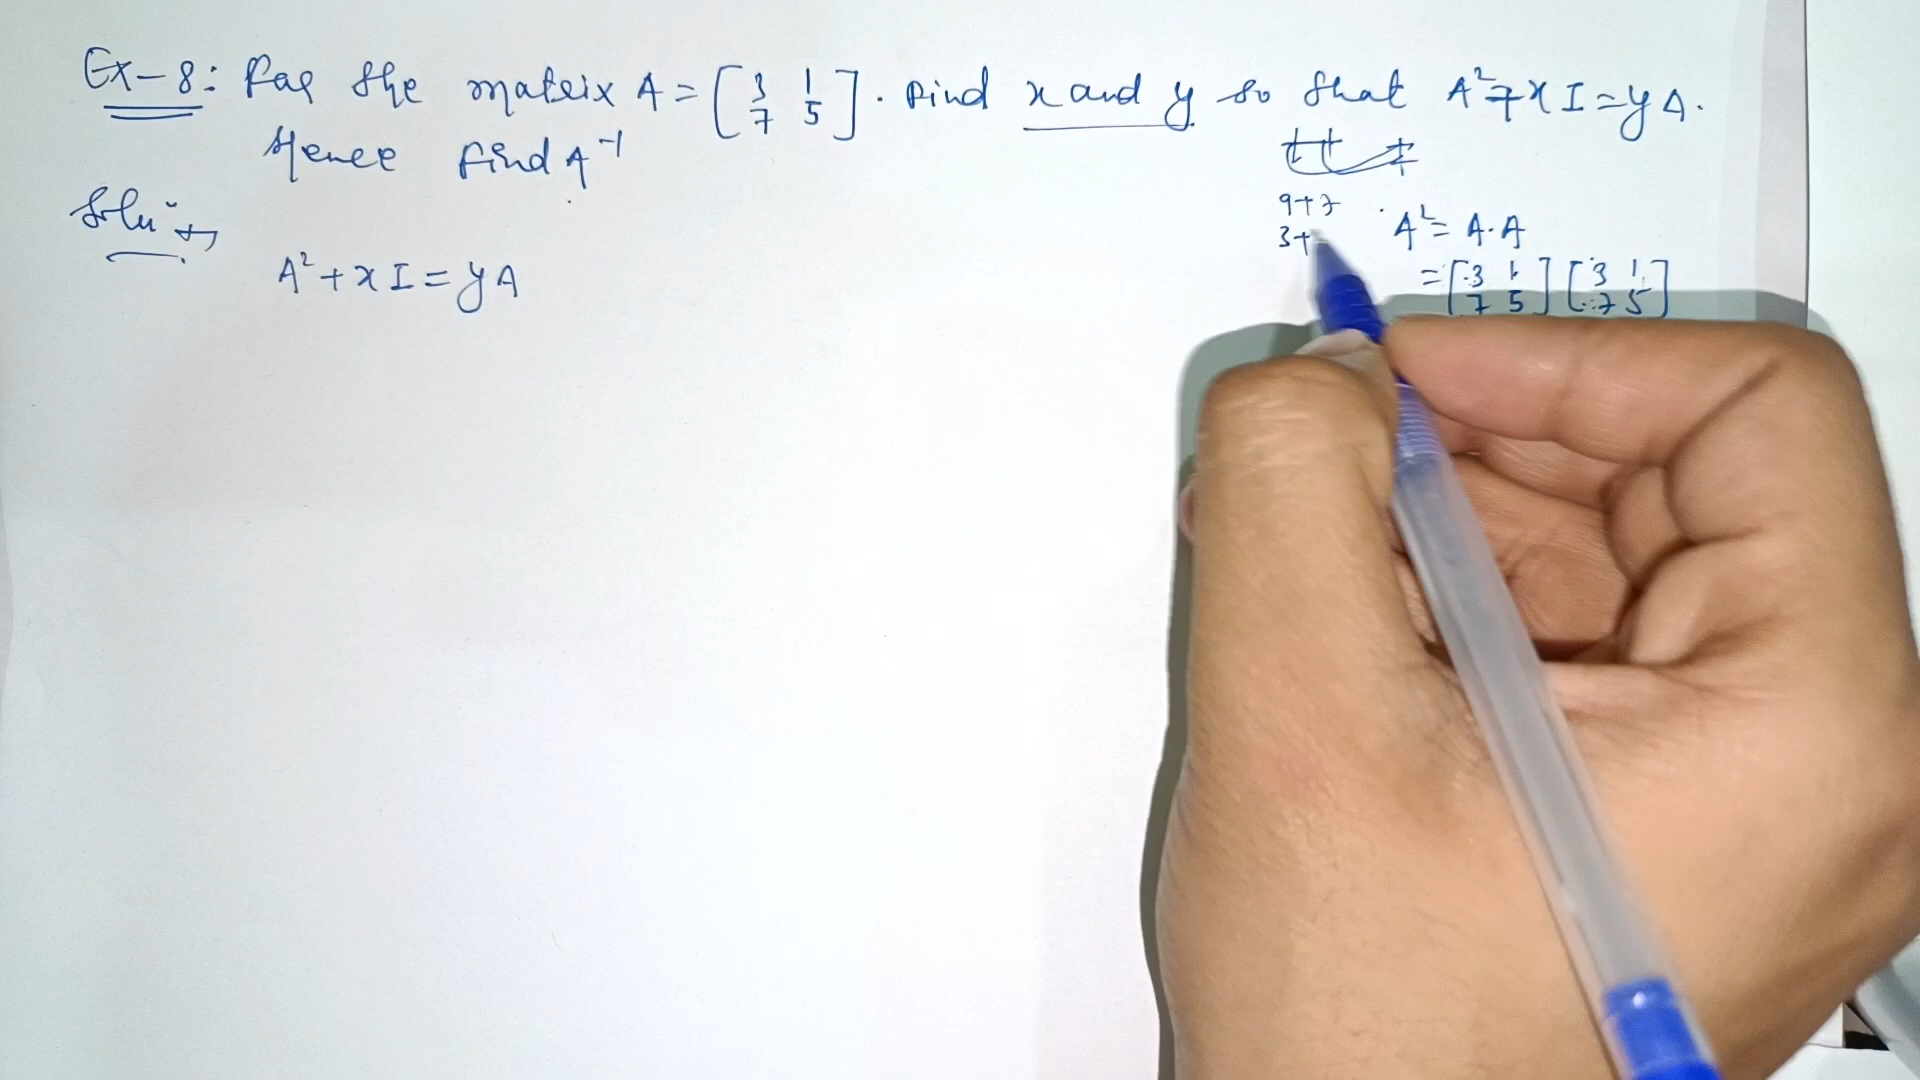 Ex-8: For the matrix A = [3 1 7 5]. Find x and y so that A²+xI=yA.
Hence find A⁻¹
Solu:→
A²+xI=yA
9+7
3+
A²= A.A
=[3 1 7 5][3 1 7 5]